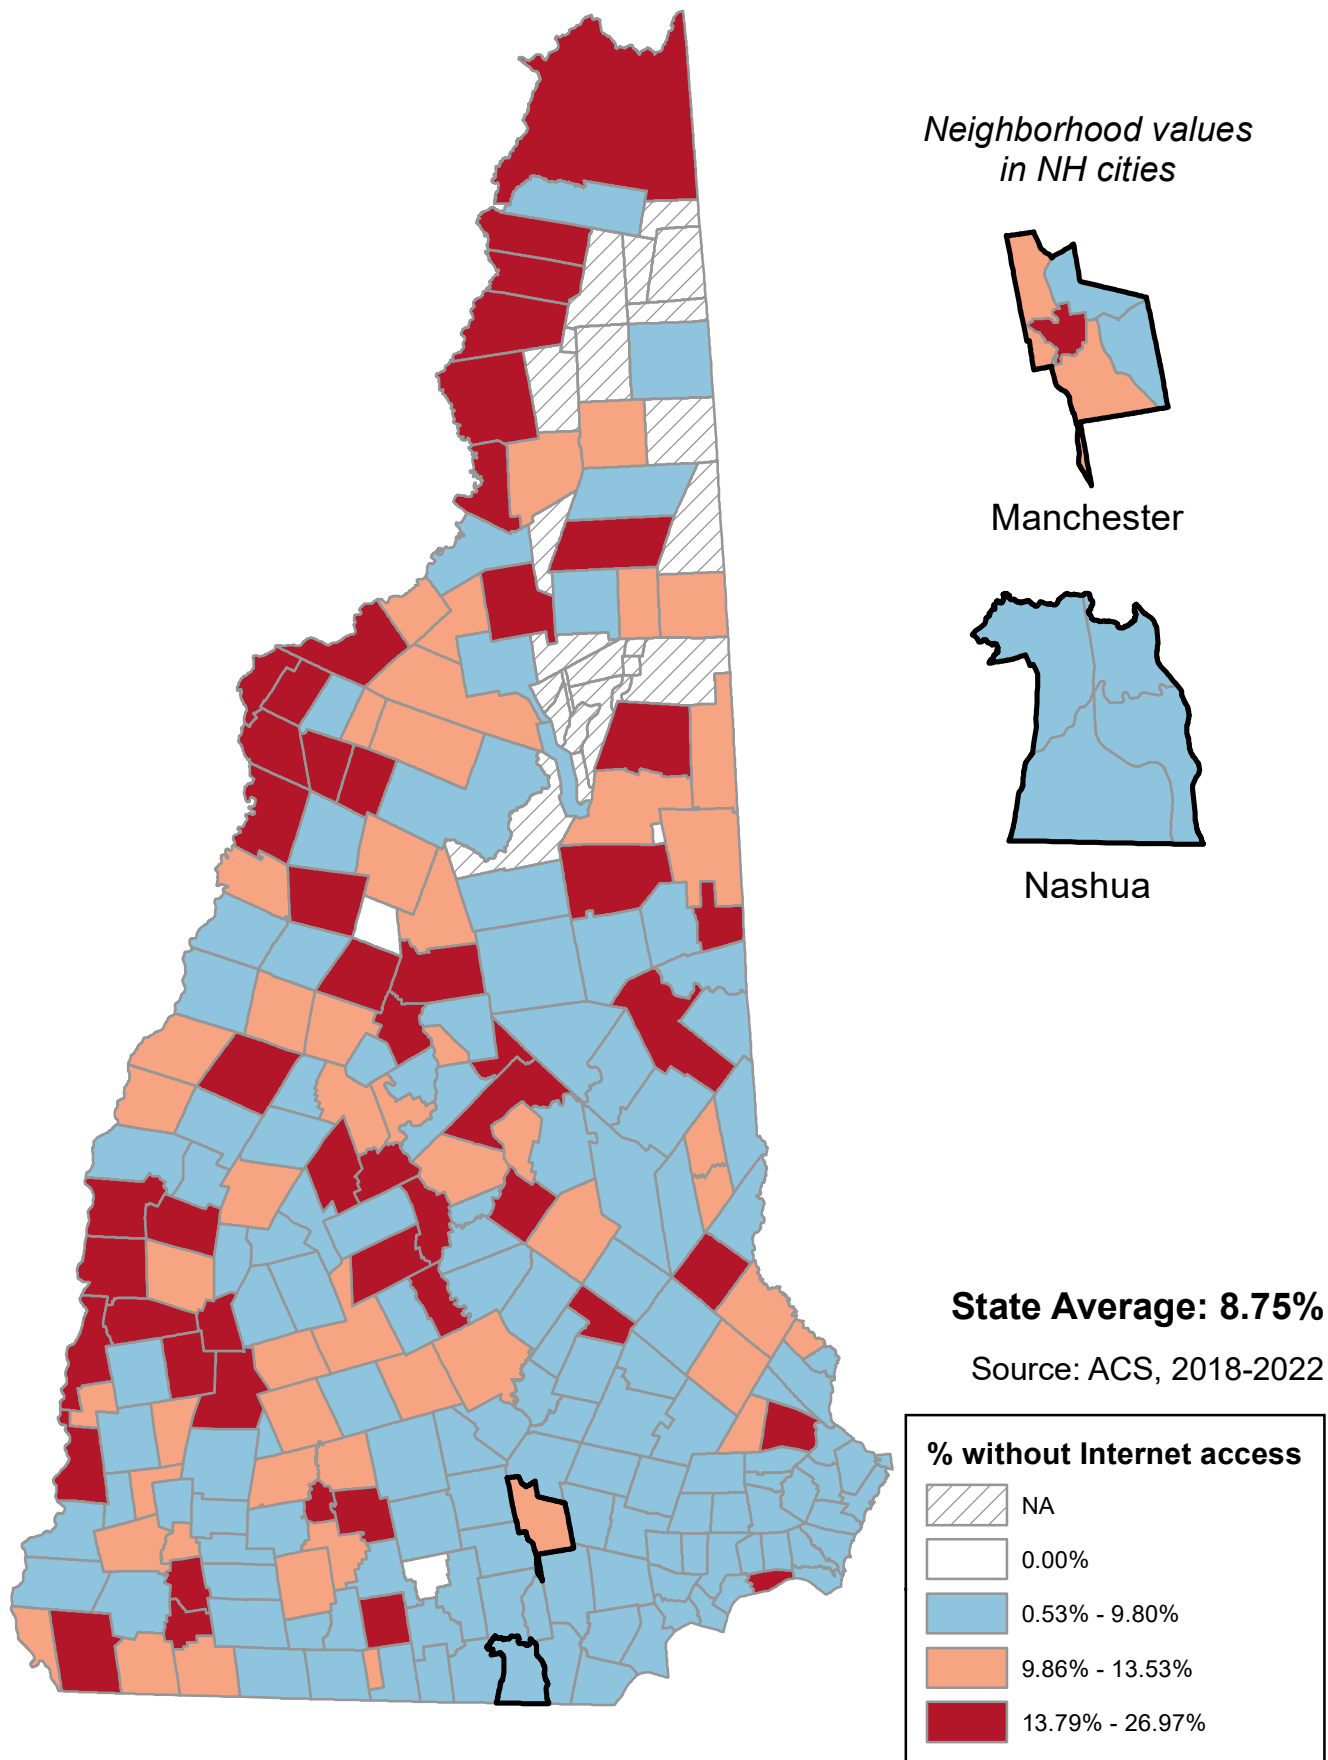 Neighborhood values
in NH cities
Manchester
Nashua
State Average: 8.75%
Source: ACS, 2018-2022
% without Internet access
NA
0.00%
0.53% - 9.80%
9.86% - 13.53%
13.79% - 26.97%